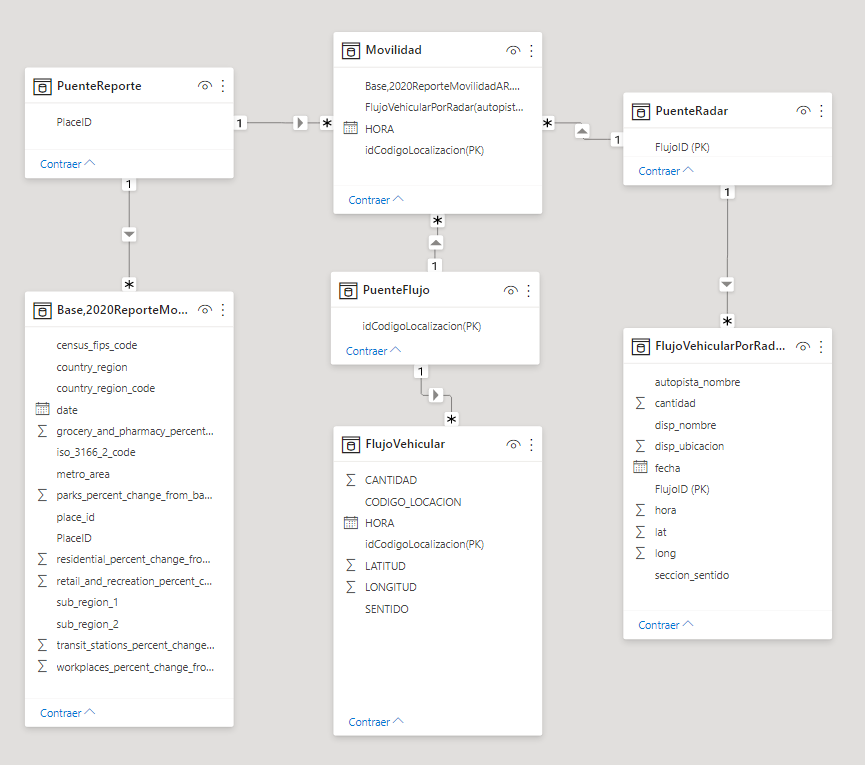 PuenteReporte
PlaceID
Contraer
Movilidad
Base,2020ReporteMovilidadAR....
FlujoVehicularPorRadar(autopist...
HORA
idCodigoLocalizacion(PK)
Contraer
PuenteRadar
FlujoID (PK)
Contraer
1
*
*
1
1
*
*
1
1
*
PuenteFlujo
idCodigoLocalizacion(PK)
Contraer
1
*
Base,2020ReporteMo...
census_fips_code
country_region
country_region_code
date
∑ grocery_and_pharmacy_percent...
iso_3166_2_code
metro_area
∑ parks_percent_change_from_ba...
place_id
PlaceID
∑ residential_percent_change_fro...
∑ retail_and_recreation_percent_c...
sub_region_1
sub_region_2
∑ transit_stations_percent_change...
∑ workplaces_percent_change_fro...
Contraer
FlujoVehicular
∑ CANTIDAD
CODIGO_LOCACION
HORA
idCodigoLocalizacion(PK)
∑ LATITUD
∑ LONGITUD
SENTIDO
Contraer
FlujoVehicularPorRad...
autopista_nombre
∑ cantidad
disp_nombre
∑ disp_ubicacion
fecha
FlujoID (PK)
∑ hora
∑ lat
∑ long
seccion_sentido
Contraer